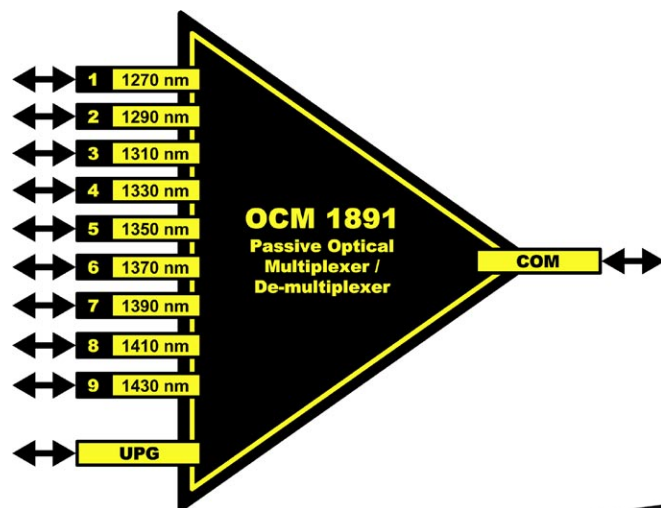 1 1270 nm
2 1290 nm
3 1310 nm
4 1330 nm
5 1350 nm
6 1370 nm
7 1390 nm
8 1410 nm
9 1430 nm
UPG
OCM 1891
Passive Optical
Multiplexer /
De-multiplexer
COM